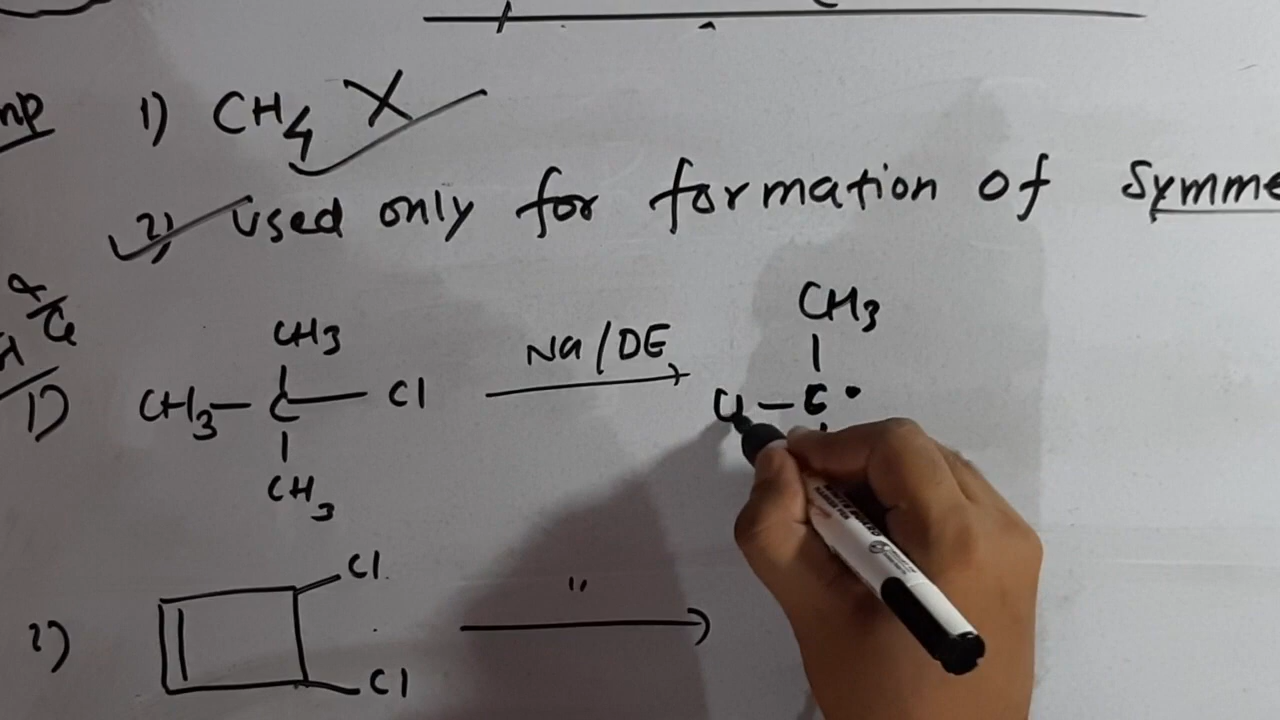 1) CH4 X
2) used only for formation of Symme
1) CH3-C-Cl Na/DE C-C•
CH3 CH3
CH3
2) Cl "
Cl